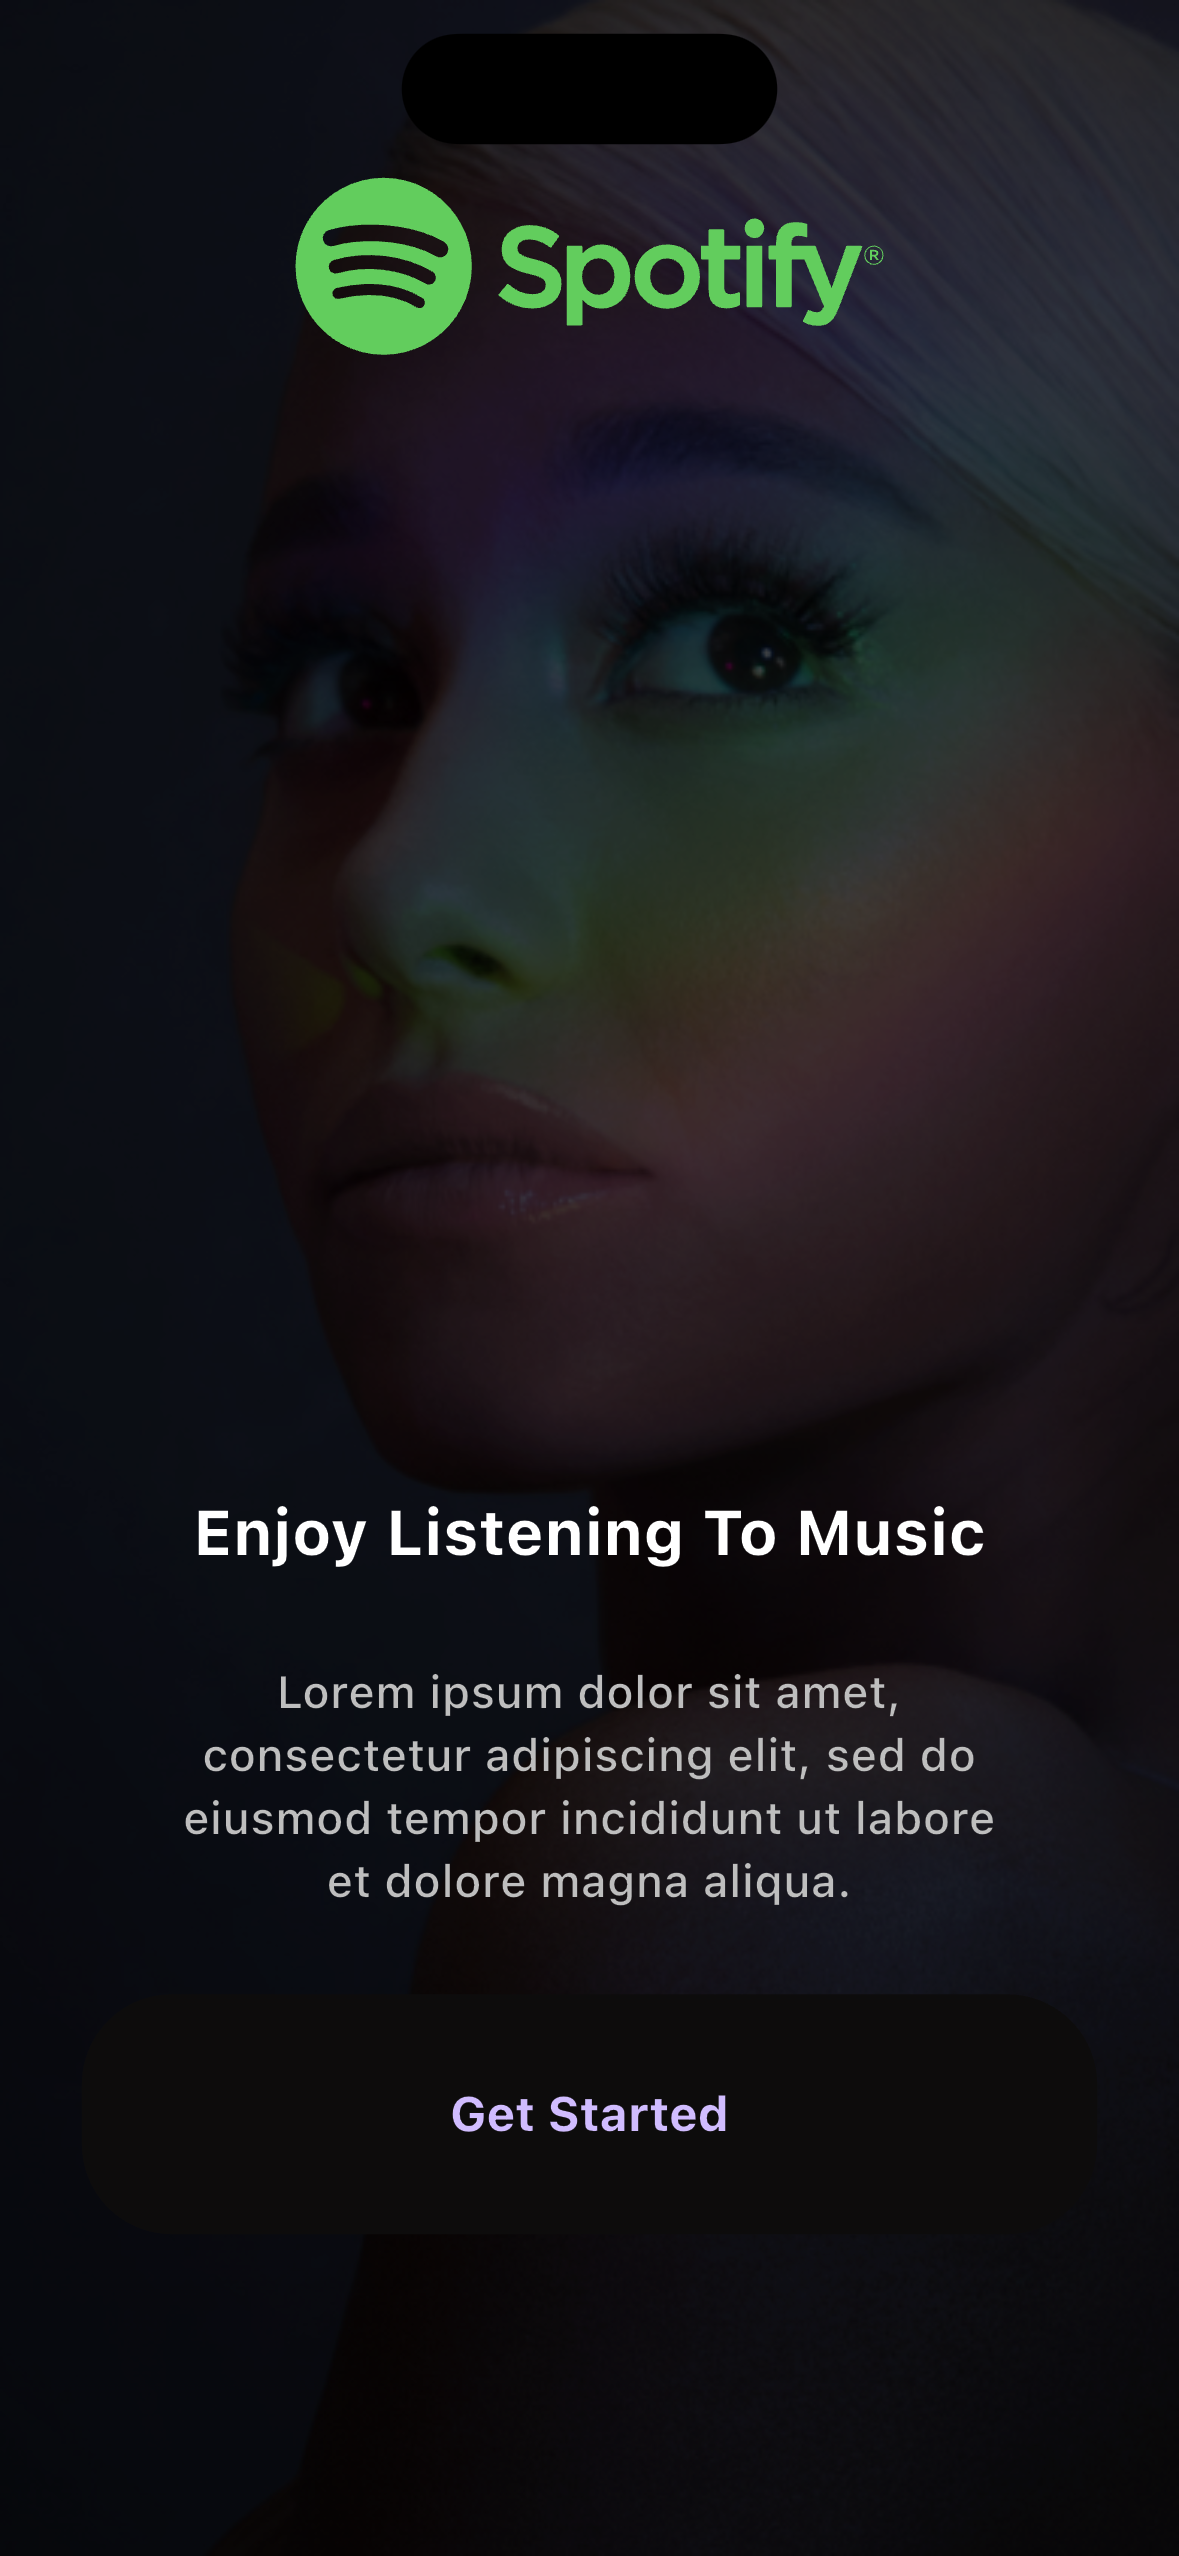 Spotify®
Enjoy Listening To Music
Lorem ipsum dolor sit amet,
consectetur adipiscing elit, sed do
eiusmod tempor incididunt ut labore
et dolore magna aliqua.
Get Started